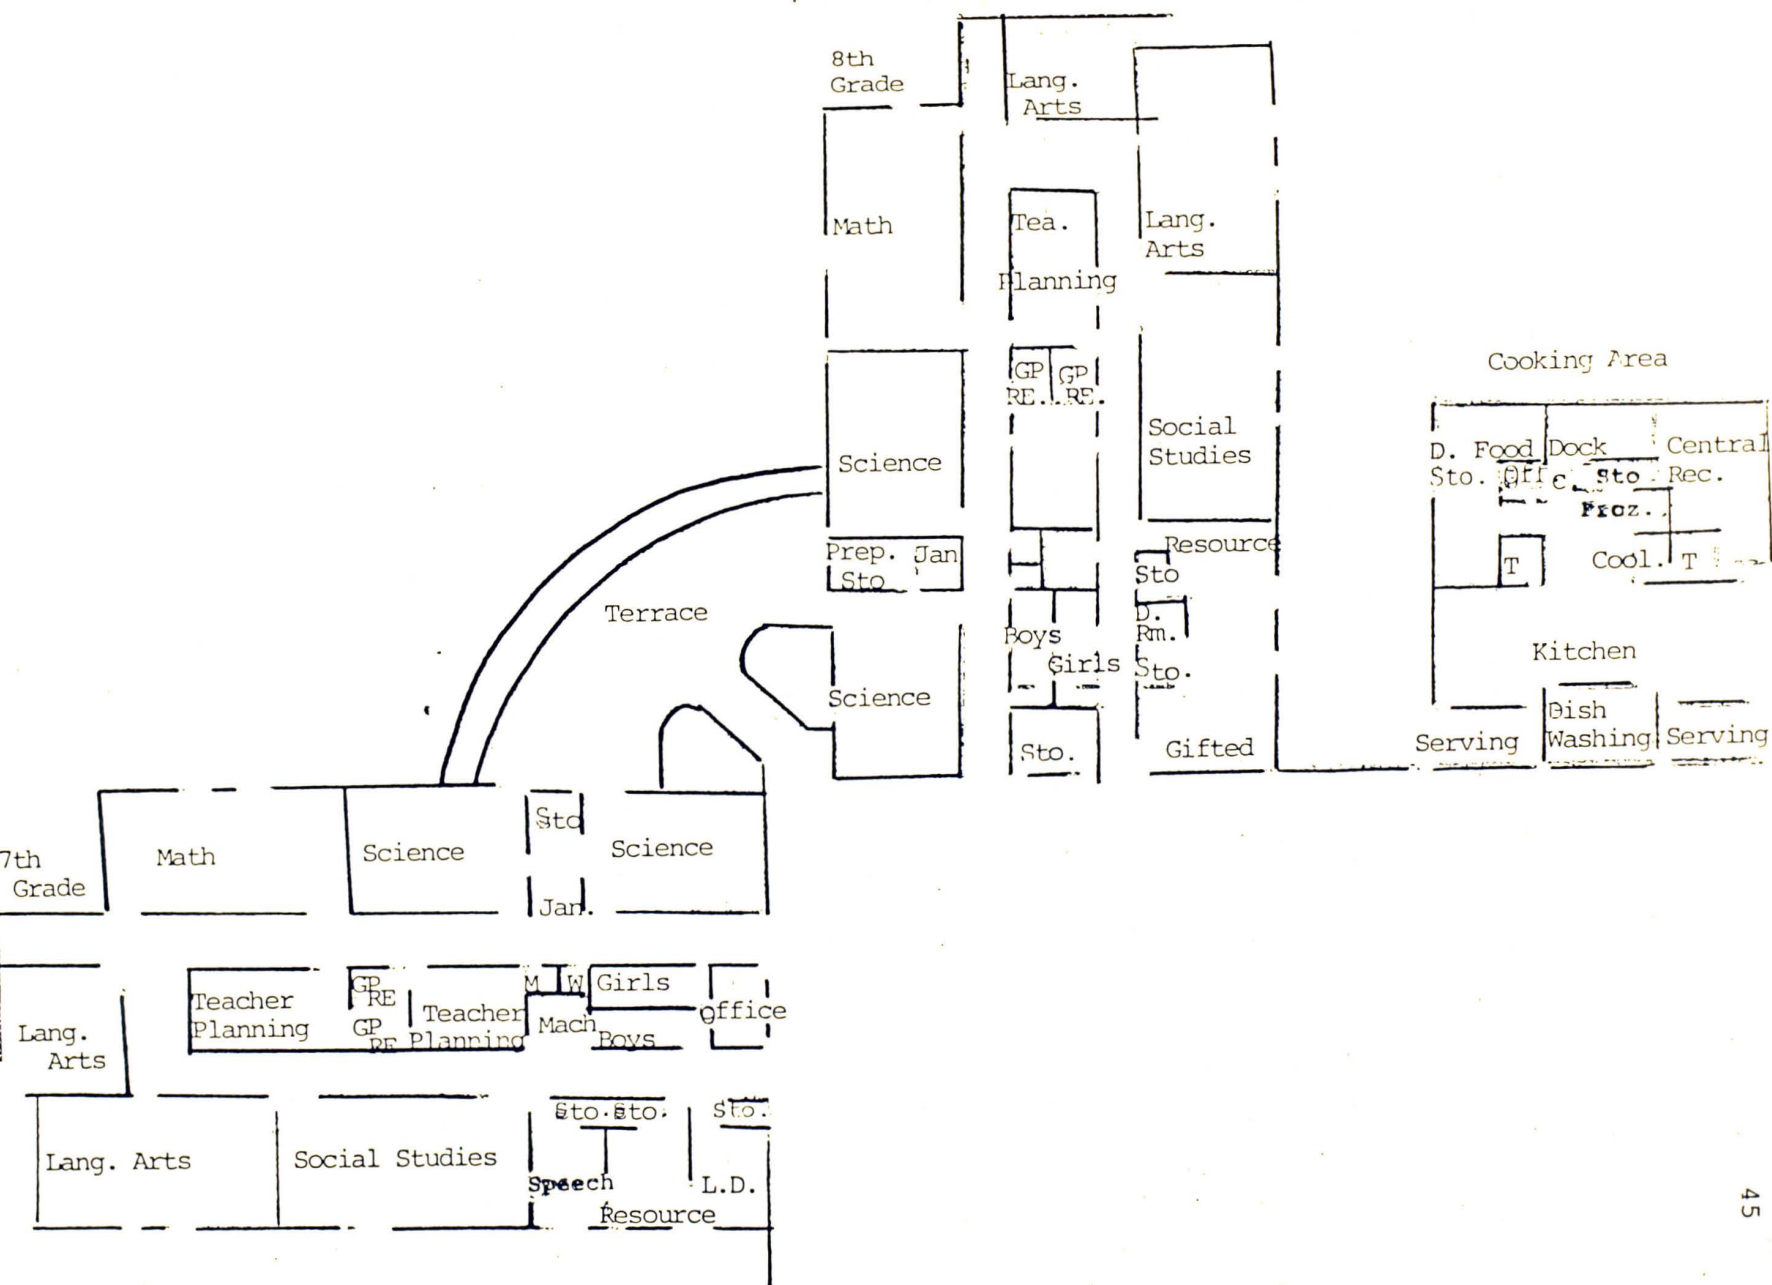 8th
Grade
Lang.
Arts
Math
Tea.
Planning
Lang.
Arts
GP
RE.
GP
RE.
Science
Social
Studies
Prep.
Sto
Jan
Resource
Sto
D.
Rm.
Sto.
Terrace
Boys
Girls
Science
Sto.
Gifted
Cooking Area
D. Food
Sto.
Dock
Central
Rec.
Off
C. Sto
Froz.
T
Cool.
T
Kitchen
Serving
Dish
Washing
Serving
7th
Grade
Math
Science
Sto
Jan.
Science
Lang.
Arts
Teacher
Planning
GP
RE
GP
RE
Teacher
Planning
M
W
Mach
Girls
Boys
Office
Lang. Arts
Social Studies
Sto.
Sto.
Sto.
Speech
L.D.
Resource
45